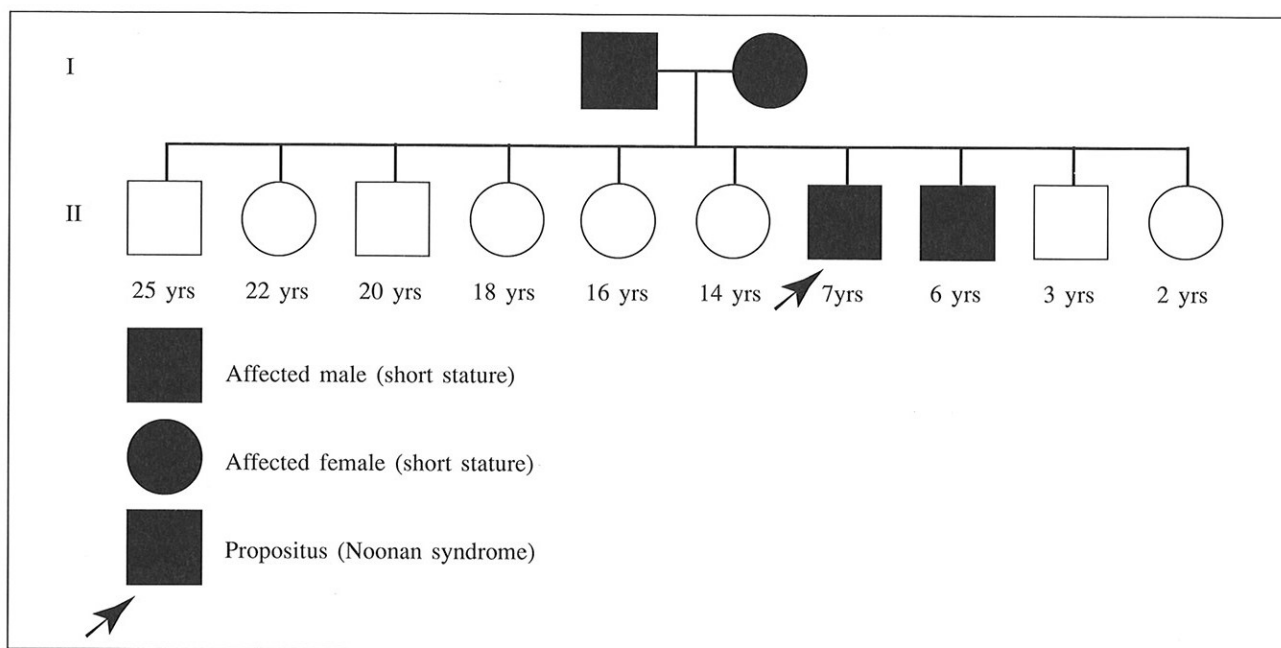 I
II
25 yrs 22 yrs 20 yrs 18 yrs 16 yrs 14 yrs 7yrs 6 yrs 3 yrs 2 yrs
Affected male (short stature)
Affected female (short stature)
Propositus (Noonan syndrome)